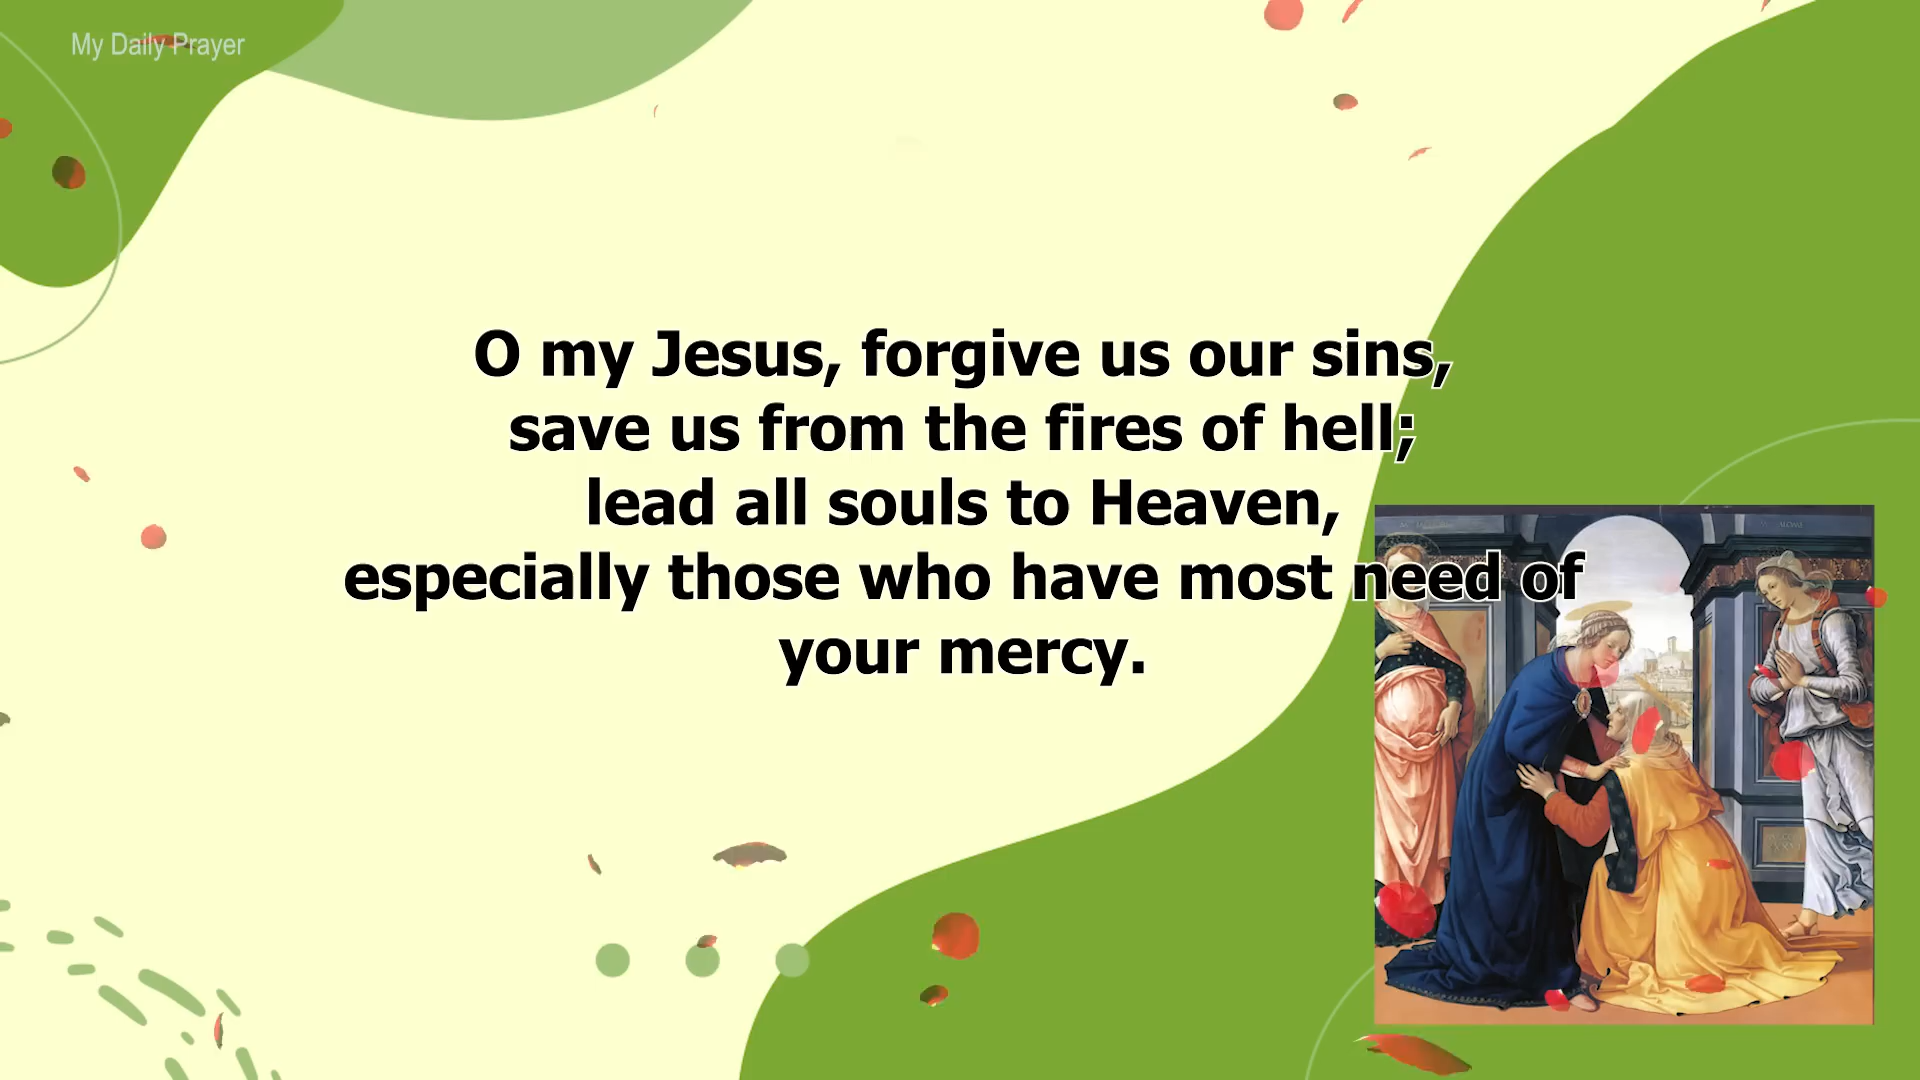 My Daily Prayer
O my Jesus, forgive us our sins,
save us from the fires of hell;
lead all souls to Heaven,
especially those who have most need of
your mercy.